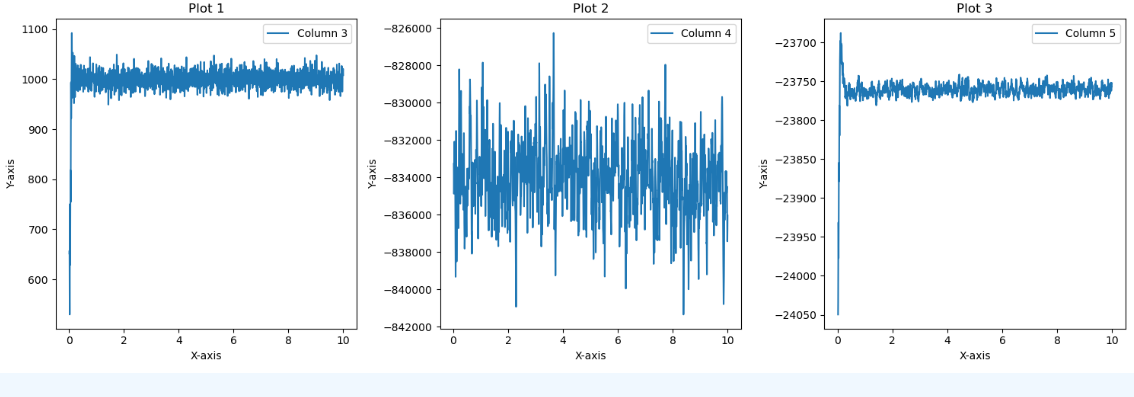 Plot 1
Plot 2
Plot 3
Column 3
Column 4
Column 5
Y-axis
1100
1000
900
800
700
600
0 2 4 6 8 10
X-axis
Y-axis
−826000
−828000
−830000
−832000
−834000
−836000
−838000
−840000
−842000
0 2 4 6 8 10
X-axis
Y-axis
−23700
−23750
−23800
−23850
−23900
−23950
−24000
−24050
0 2 4 6 8 10
X-axis